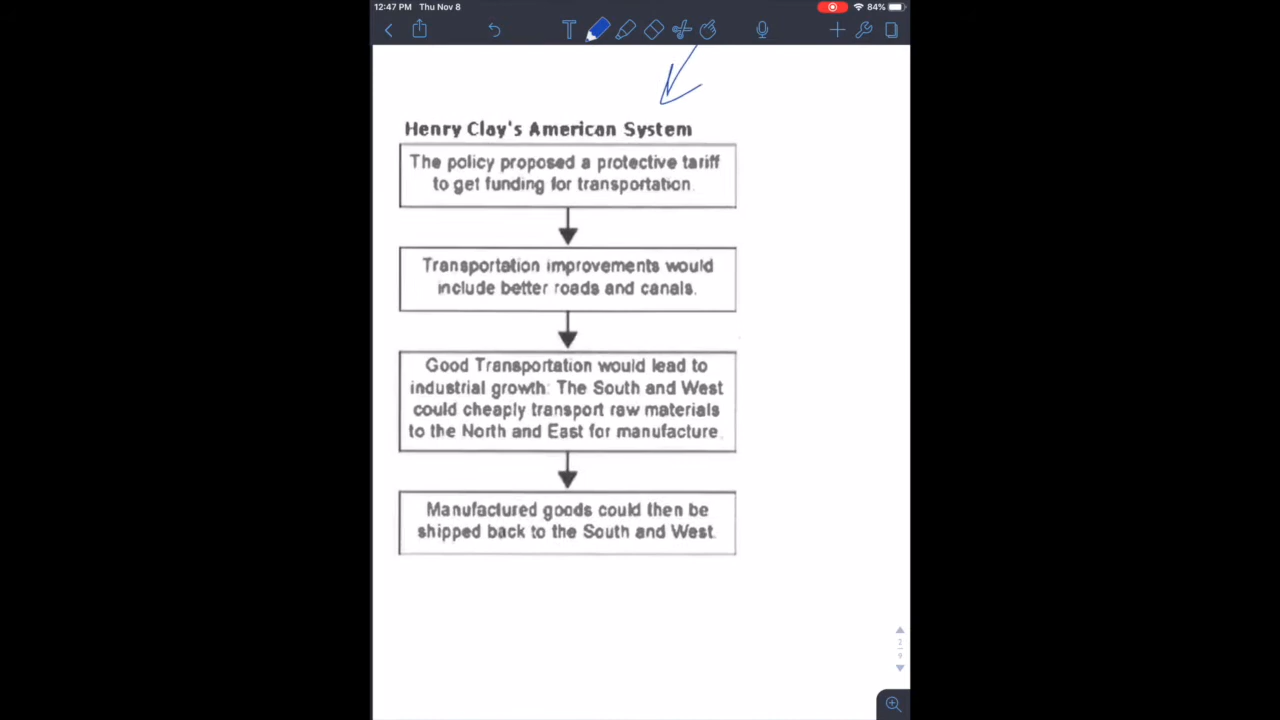 12:47 PM Thu Nov 8
84%
T
Henry Clay's American System
The policy proposed a protective tariff
to get funding for transportation.
Transportation improvements would
include better roads and canals.
Good Transportation would lead to
industrial growth: The South and West
could cheaply transport raw materials
to the North and East for manufacture.
Manufactured goods could then be
shipped back to the South and West.